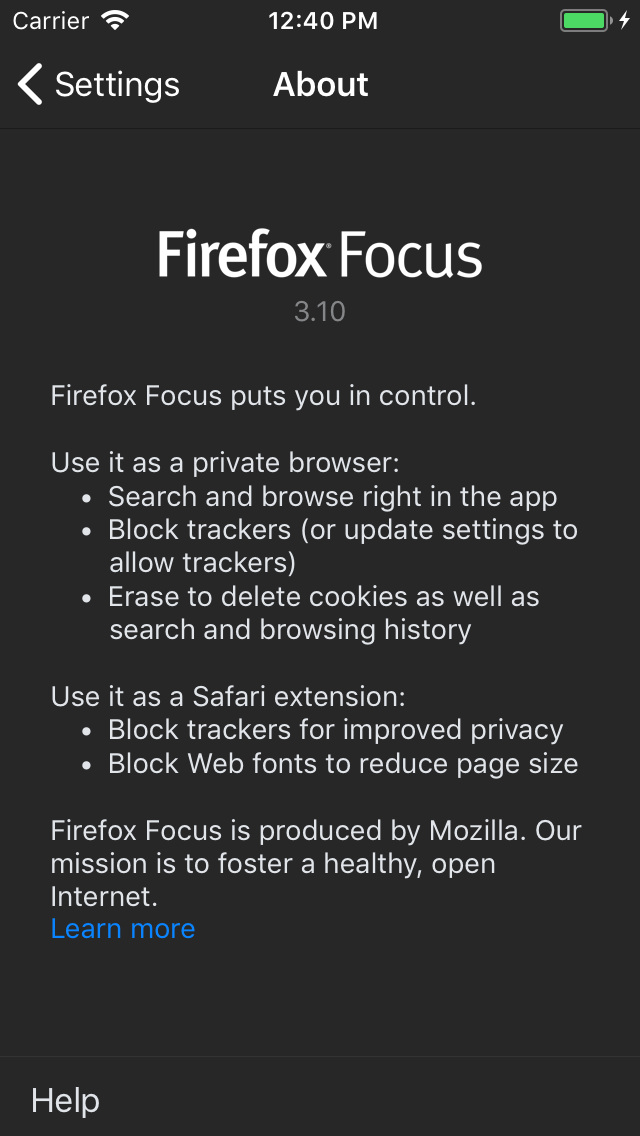 Carrier 12:40 PM
Settings About
Firefox Focus
3.10
Firefox Focus puts you in control.
Use it as a private browser:
• Search and browse right in the app
• Block trackers (or update settings to
allow trackers)
• Erase to delete cookies as well as
search and browsing history
Use it as a Safari extension:
• Block trackers for improved privacy
• Block Web fonts to reduce page size
Firefox Focus is produced by Mozilla. Our
mission is to foster a healthy, open
Internet.
Learn more
Help